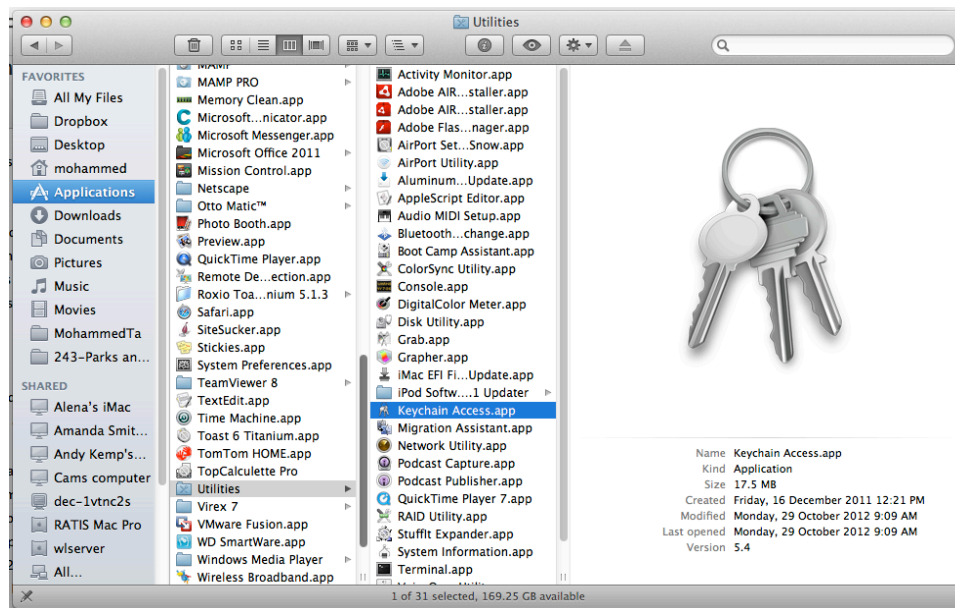 Utilities
FAVORITES
All My Files
Dropbox
Desktop
mohammed
Applications
Downloads
Documents
Pictures
Music
Movies
MohammedTa
243-Parks an...
SHARED
Alena's iMac
Amanda Smit...
Andy Kemp's...
Cams computer
dec-1vtnc2s
RATIS Mac Pro
wlserver
All...
MAMP
MAMP PRO
Memory Clean.app
Microsoft...nicator.app
Microsoft Messenger.app
Microsoft Office 2011
Mission Control.app
Netscape
Otto Matic™
Photo Booth.app
Preview.app
QuickTime Player.app
Remote De...ection.app
Roxio Toa...nium 5.1.3
Safari.app
SiteSucker.app
Stickies.app
System Preferences.app
TeamViewer 8
TextEdit.app
Time Machine.app
Toast 6 Titanium.app
TomTom HOME.app
TopCalculette Pro
Utilities
Virex 7
VMware Fusion.app
WD SmartWare.app
Windows Media Player
Wireless Broadband.app
Activity Monitor.app
Adobe AIR...staller.app
Adobe AIR...staller.app
Adobe Flas...nager.app
AirPort Set...Snow.app
AirPort Utility.app
Aluminum...Update.app
AppleScript Editor.app
Audio MIDI Setup.app
Bluetooth...change.app
Boot Camp Assistant.app
ColorSync Utility.app
Console.app
DigitalColor Meter.app
Disk Utility.app
Grab.app
Grapher.app
iMac EFI Fi...Update.app
iPod Softw....1 Updater
Keychain Access.app
Migration Assistant.app
Network Utility.app
Podcast Capture.app
Podcast Publisher.app
QuickTime Player 7.app
RAID Utility.app
StuffIt Expander.app
System Information.app
Terminal.app
Name Keychain Access.app
Kind Application
Size 17.5 MB
Created Friday, 16 December 2011 12:21 PM
Modified Monday, 29 October 2012 9:09 AM
Last opened Monday, 29 October 2012 9:09 AM
Version 5.4
1 of 31 selected, 169.25 GB available